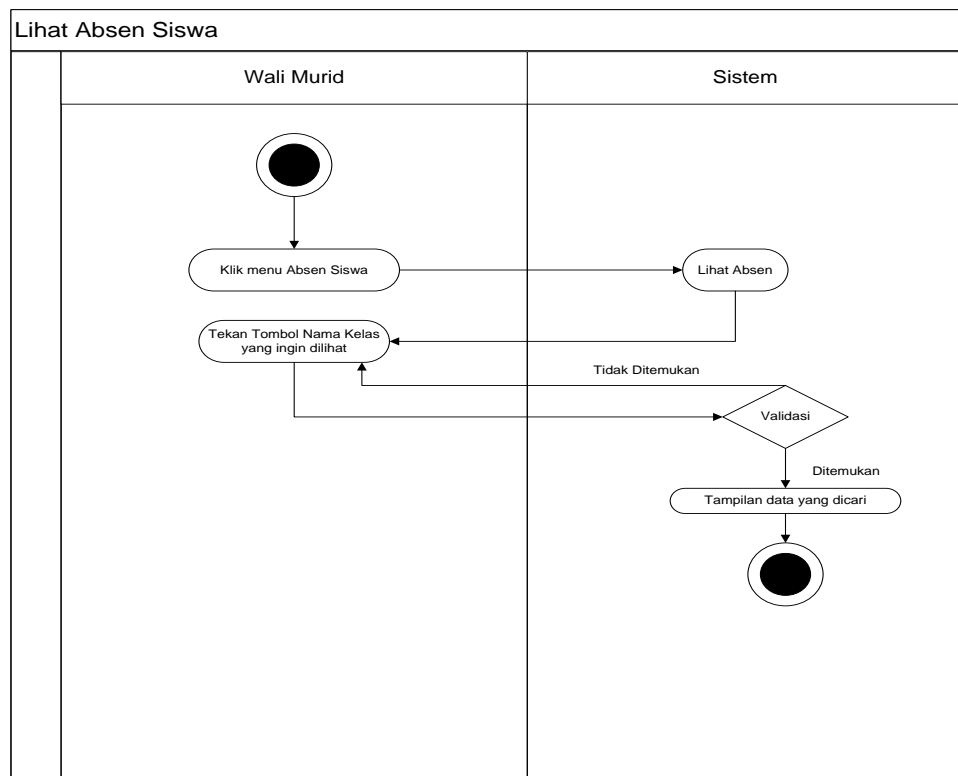 Lihat Absen Siswa
Wali Murid
Sistem
Klik menu Absen Siswa
Lihat Absen
Tekan Tombol Nama Kelas
yang ingin dilihat
Tidak Ditemukan
Validasi
Ditemukan
Tampilan data yang dicari